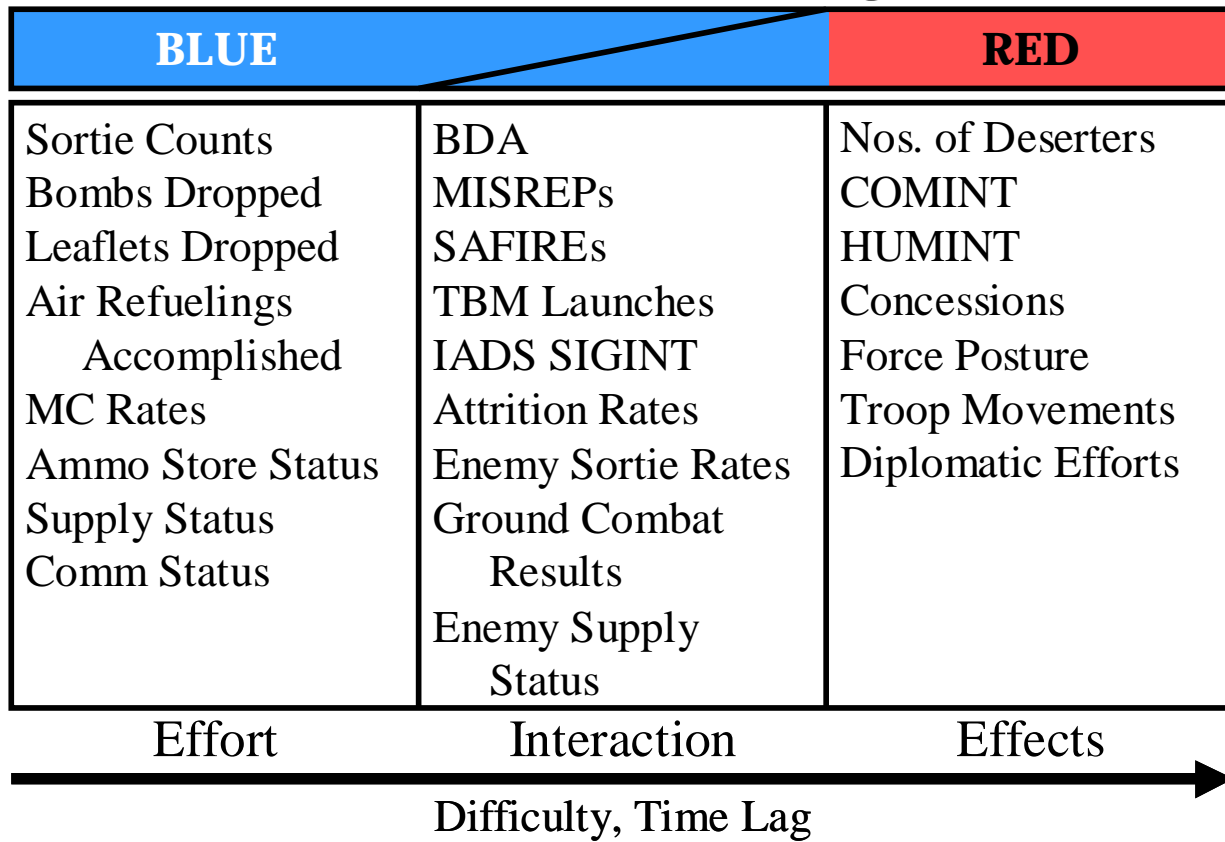 BLUE
RED
Sortie Counts
Bombs Dropped
Leaflets Dropped
Air Refuelings
Accomplished
MC Rates
Ammo Store Status
Supply Status
Comm Status
BDA
MISREPs
SAFIREs
TBM Launches
IADS SIGINT
Attrition Rates
Enemy Sortie Rates
Ground Combat
Results
Enemy Supply
Status
Nos. of Deserters
COMINT
HUMINT
Concessions
Force Posture
Troop Movements
Diplomatic Efforts
Effort
Interaction
Effects
Difficulty, Time Lag